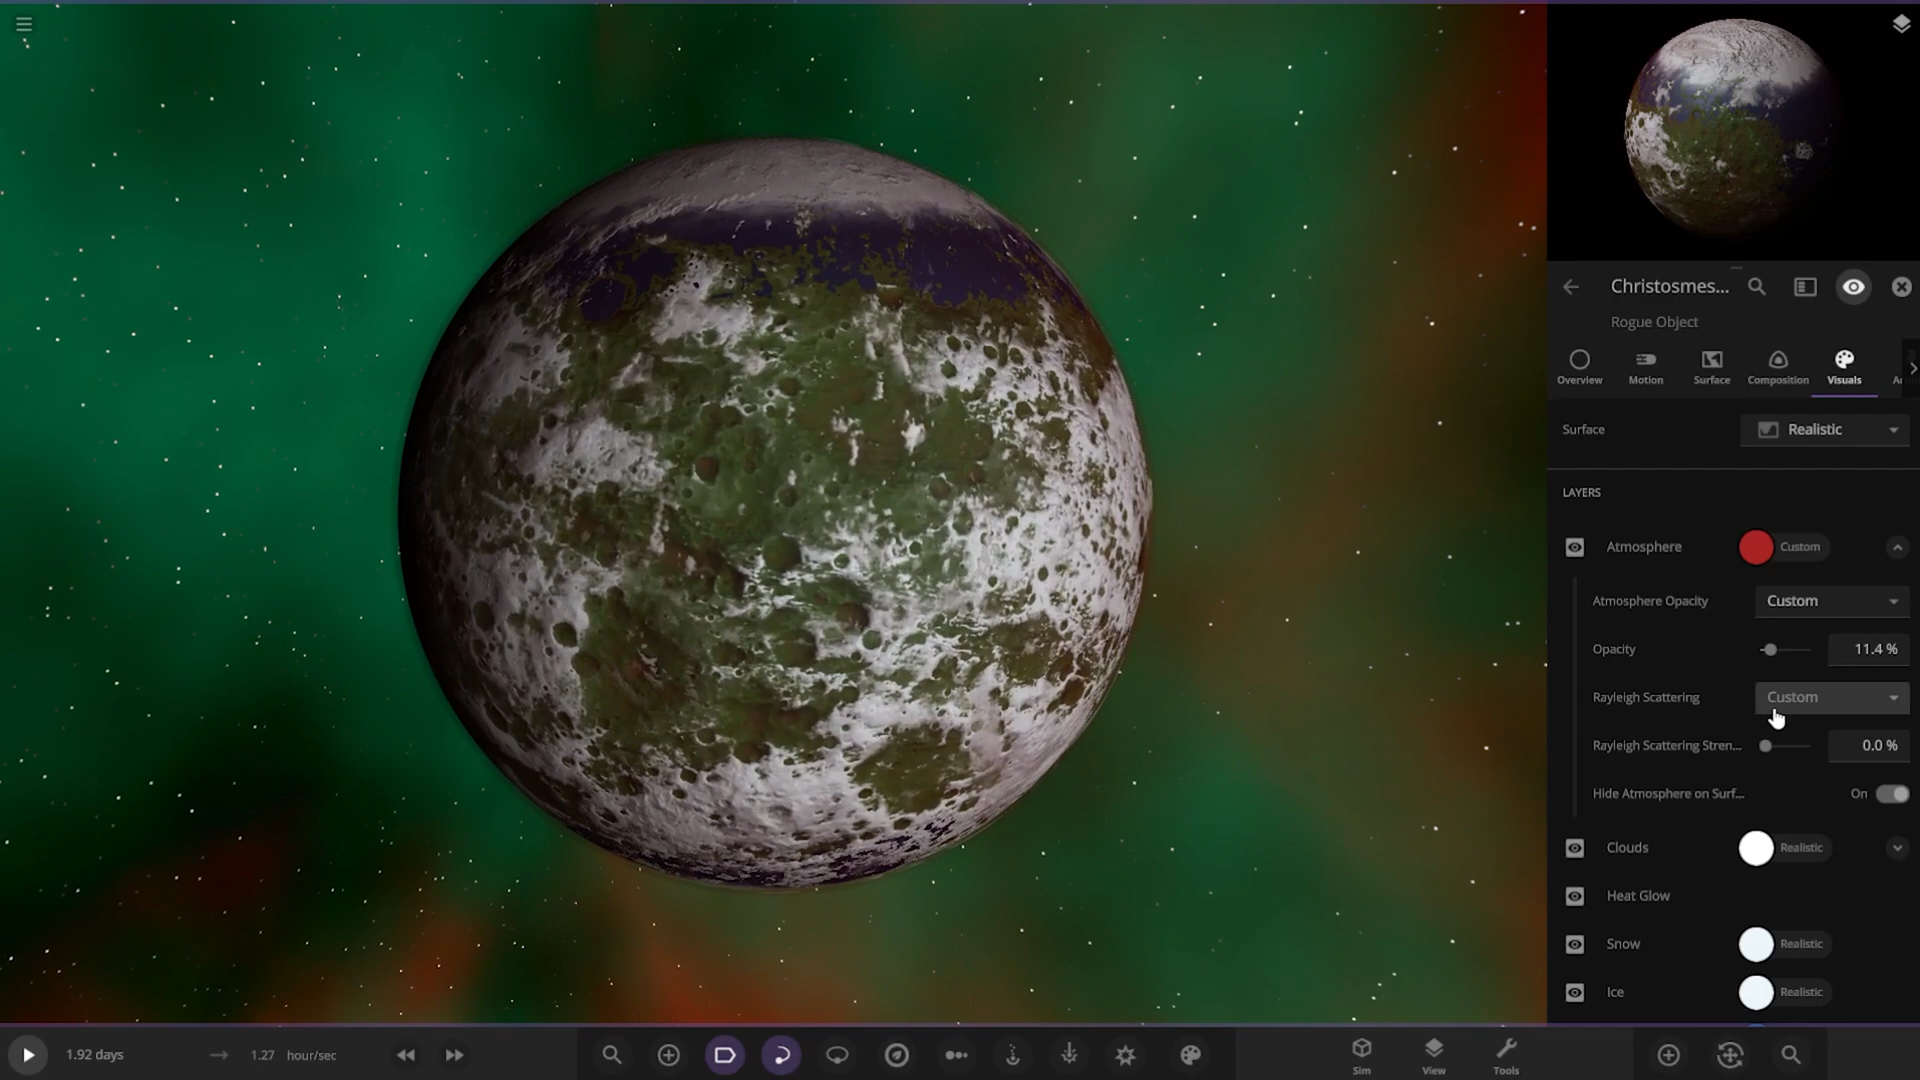 Christosmes...
Rogue Object
Overview
Motion
Surface
Composition
Visuals
Surface
Realistic
LAYERS
Atmosphere
Custom
Atmosphere Opacity
Custom
Opacity
11.4 %
Rayleigh Scattering
Custom
Rayleigh Scattering Stren...
0.0 %
Hide Atmosphere on Surf...
On
Clouds
Realistic
Heat Glow
Snow
Realistic
Ice
Realistic
1.92 days
1.27 hour/sec
Sim
View
Tools